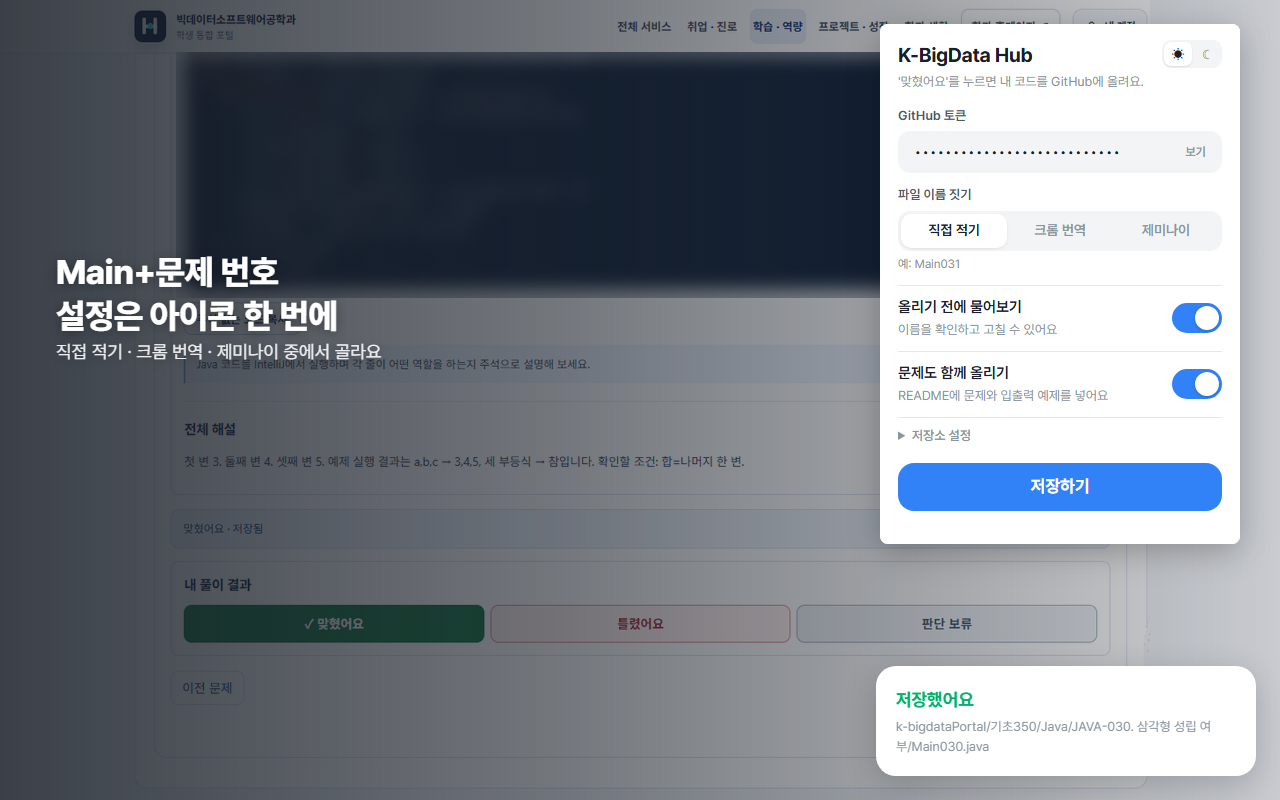 빅데이터소프트웨어공학과
학생 통합 포털
전체 서비스
취업 · 진로
학습 · 역량
프로젝트 · 성적
K-BigData Hub
'맞혔어요'를 누르면 내 코드를 GitHub에 올려요.
GitHub 토큰
보기
파일 이름 짓기
직접 적기
크롬 번역
제미나이
예: Main031
올리기 전에 물어보기
이름을 확인하고 고칠 수 있어요
문제도 함께 올리기
README에 문제와 입출력 예제를 넣어요
▶ 저장소 설정
저장하기
Main+문제 번호
설정은 아이콘 한 번에
직접 적기 · 크롬 번역 · 제미나이 중에서 골라요
Java 코드를 IntelliJ에서 실행하며 각 줄이 어떤 역할을 하는지 주석으로 설명해 보세요.
전체 해설
첫 변 3. 둘째 변 4. 셋째 변 5. 예제 실행 결과는 a,b,c → 3,4,5, 세 부등식 → 참입니다. 확인할 조건: 합=나머지 한 변.
맞혔어요 · 저장됨
내 풀이 결과
✓ 맞혔어요
틀렸어요
판단 보류
이전 문제
저장했어요
k-bigdataPortal/기초350/Java/JAVA-030. 삼각형 성립 여
부/Main030.java